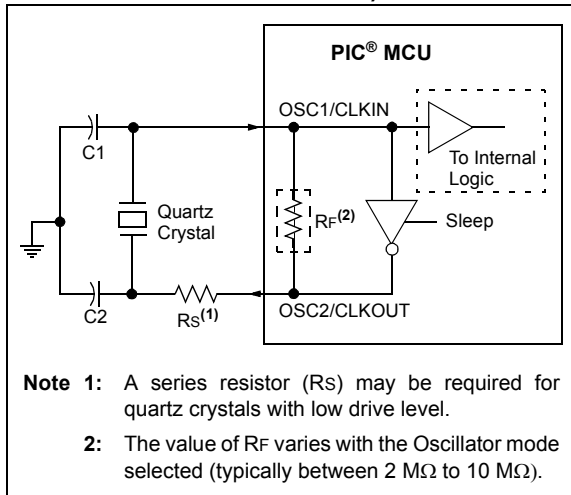 PIC® MCU
OSC1/CLKIN
C1
To Internal
Logic
Quartz
Crystal
RF(2)
Sleep
C2
RS(1)
OSC2/CLKOUT
Note 1: A series resistor (RS) may be required for
quartz crystals with low drive level.
2: The value of RF varies with the Oscillator mode
selected (typically between 2 MΩ to 10 MΩ).